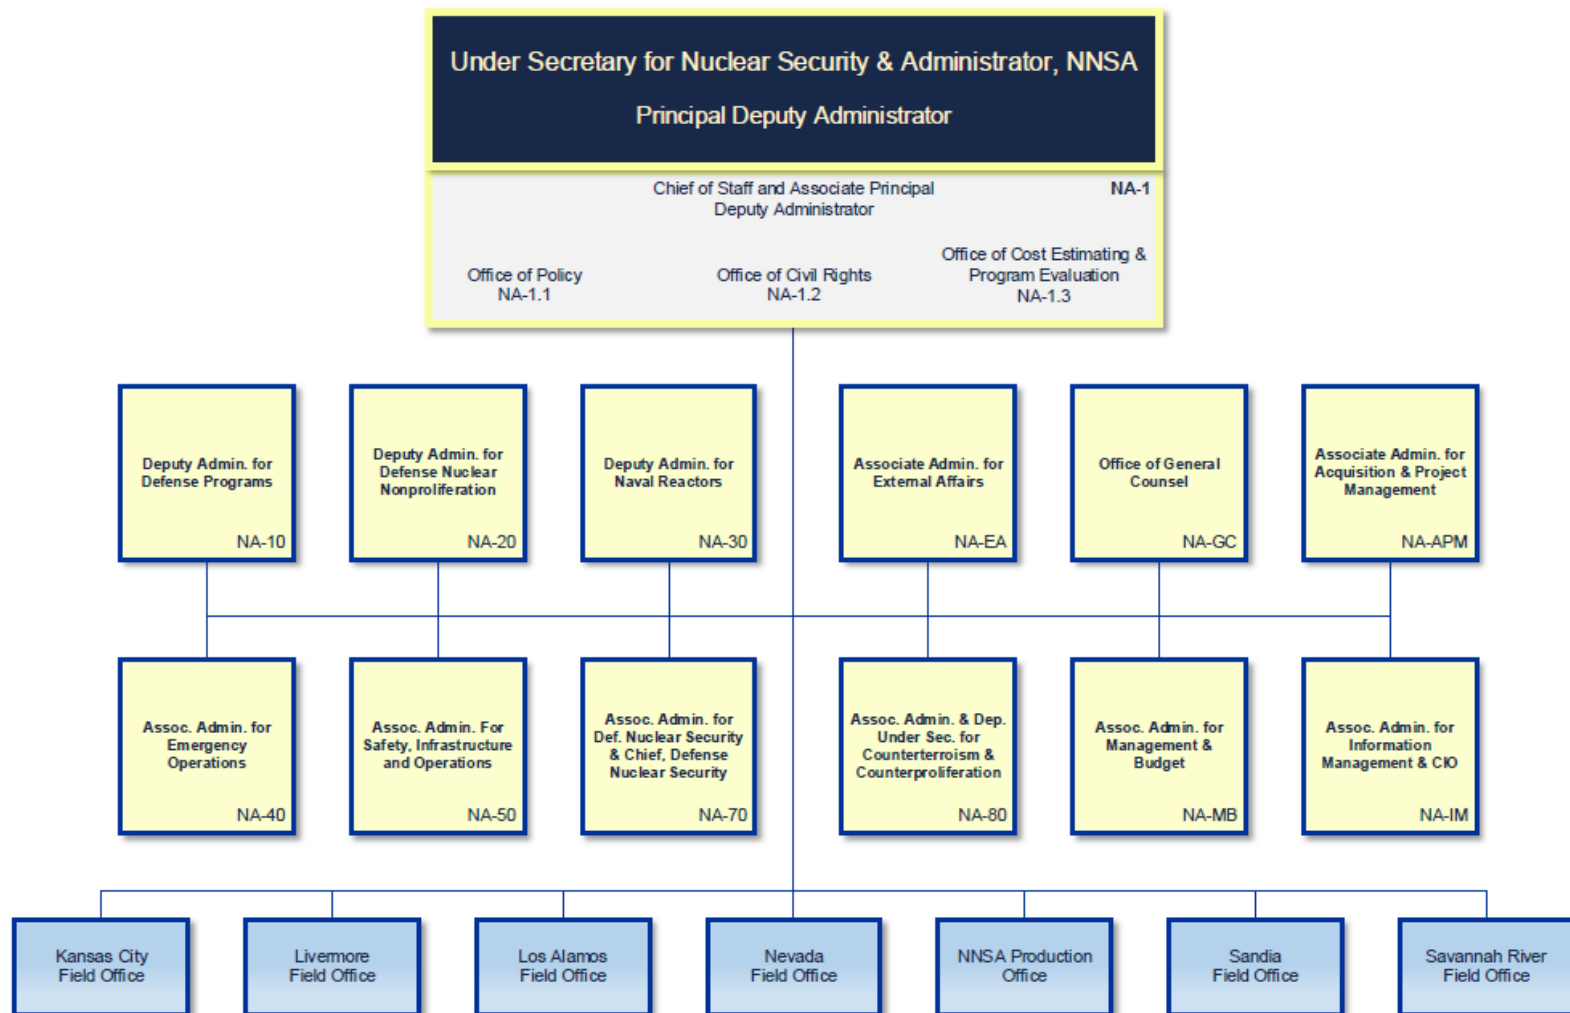 Under Secretary for Nuclear Security & Administrator, NNSA
Principal Deputy Administrator
Chief of Staff and Associate Principal
Deputy Administrator
NA-1
Office of Policy
NA-1.1
Office of Civil Rights
NA-1.2
Office of Cost Estimating &
Program Evaluation
NA-1.3
Deputy Admin. for
Defense Programs
NA-10
Deputy Admin. for
Defense Nuclear
Nonproliferation
NA-20
Deputy Admin. for
Naval Reactors
NA-30
Associate Admin. for
External Affairs
NA-EA
Office of General
Counsel
NA-GC
Associate Admin. for
Acquisition & Project
Management
NA-APM
Assoc. Admin. for
Emergency
Operations
NA-40
Assoc. Admin. For
Safety, Infrastructure
and Operations
NA-50
Assoc. Admin. for
Def. Nuclear Security
& Chief, Defense
Nuclear Security
NA-70
Assoc. Admin. & Dep.
Under Sec. for
Counterterroism &
Counterproliferation
NA-80
Assoc. Admin. for
Management &
Budget
NA-MB
Assoc. Admin. for
Information
Management & CIO
NA-IM
Kansas City
Field Office
Livermore
Field Office
Los Alamos
Field Office
Nevada
Field Office
NNSA Production
Office
Sandia
Field Office
Savannah River
Field Office